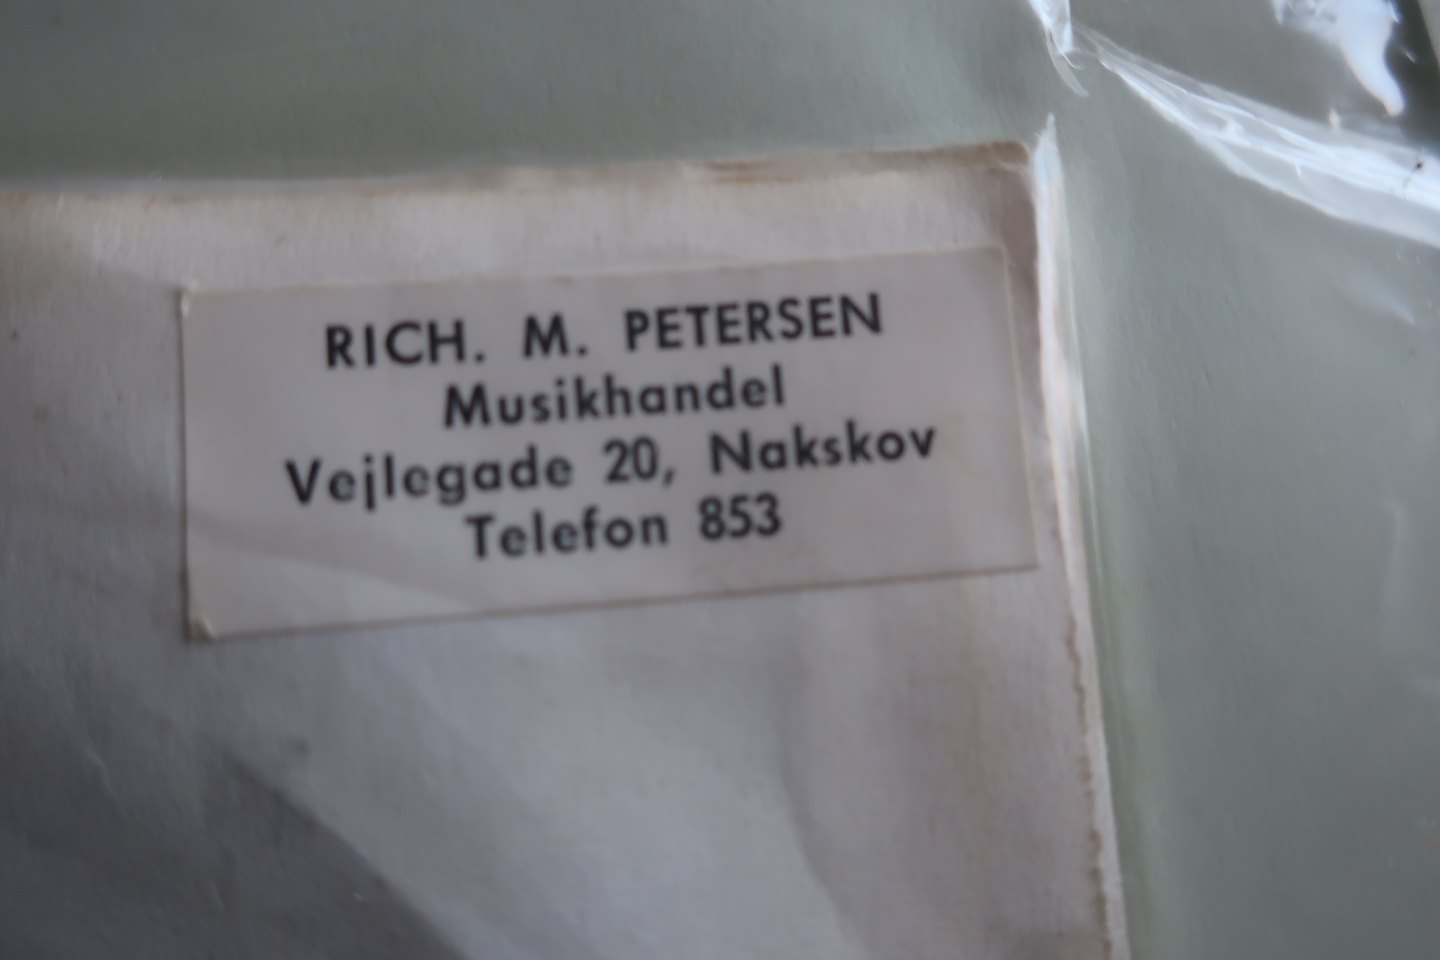 RICH. M. PETERSEN
Musikhandel
Vejlegade 20, Nakskov
Telefon 853